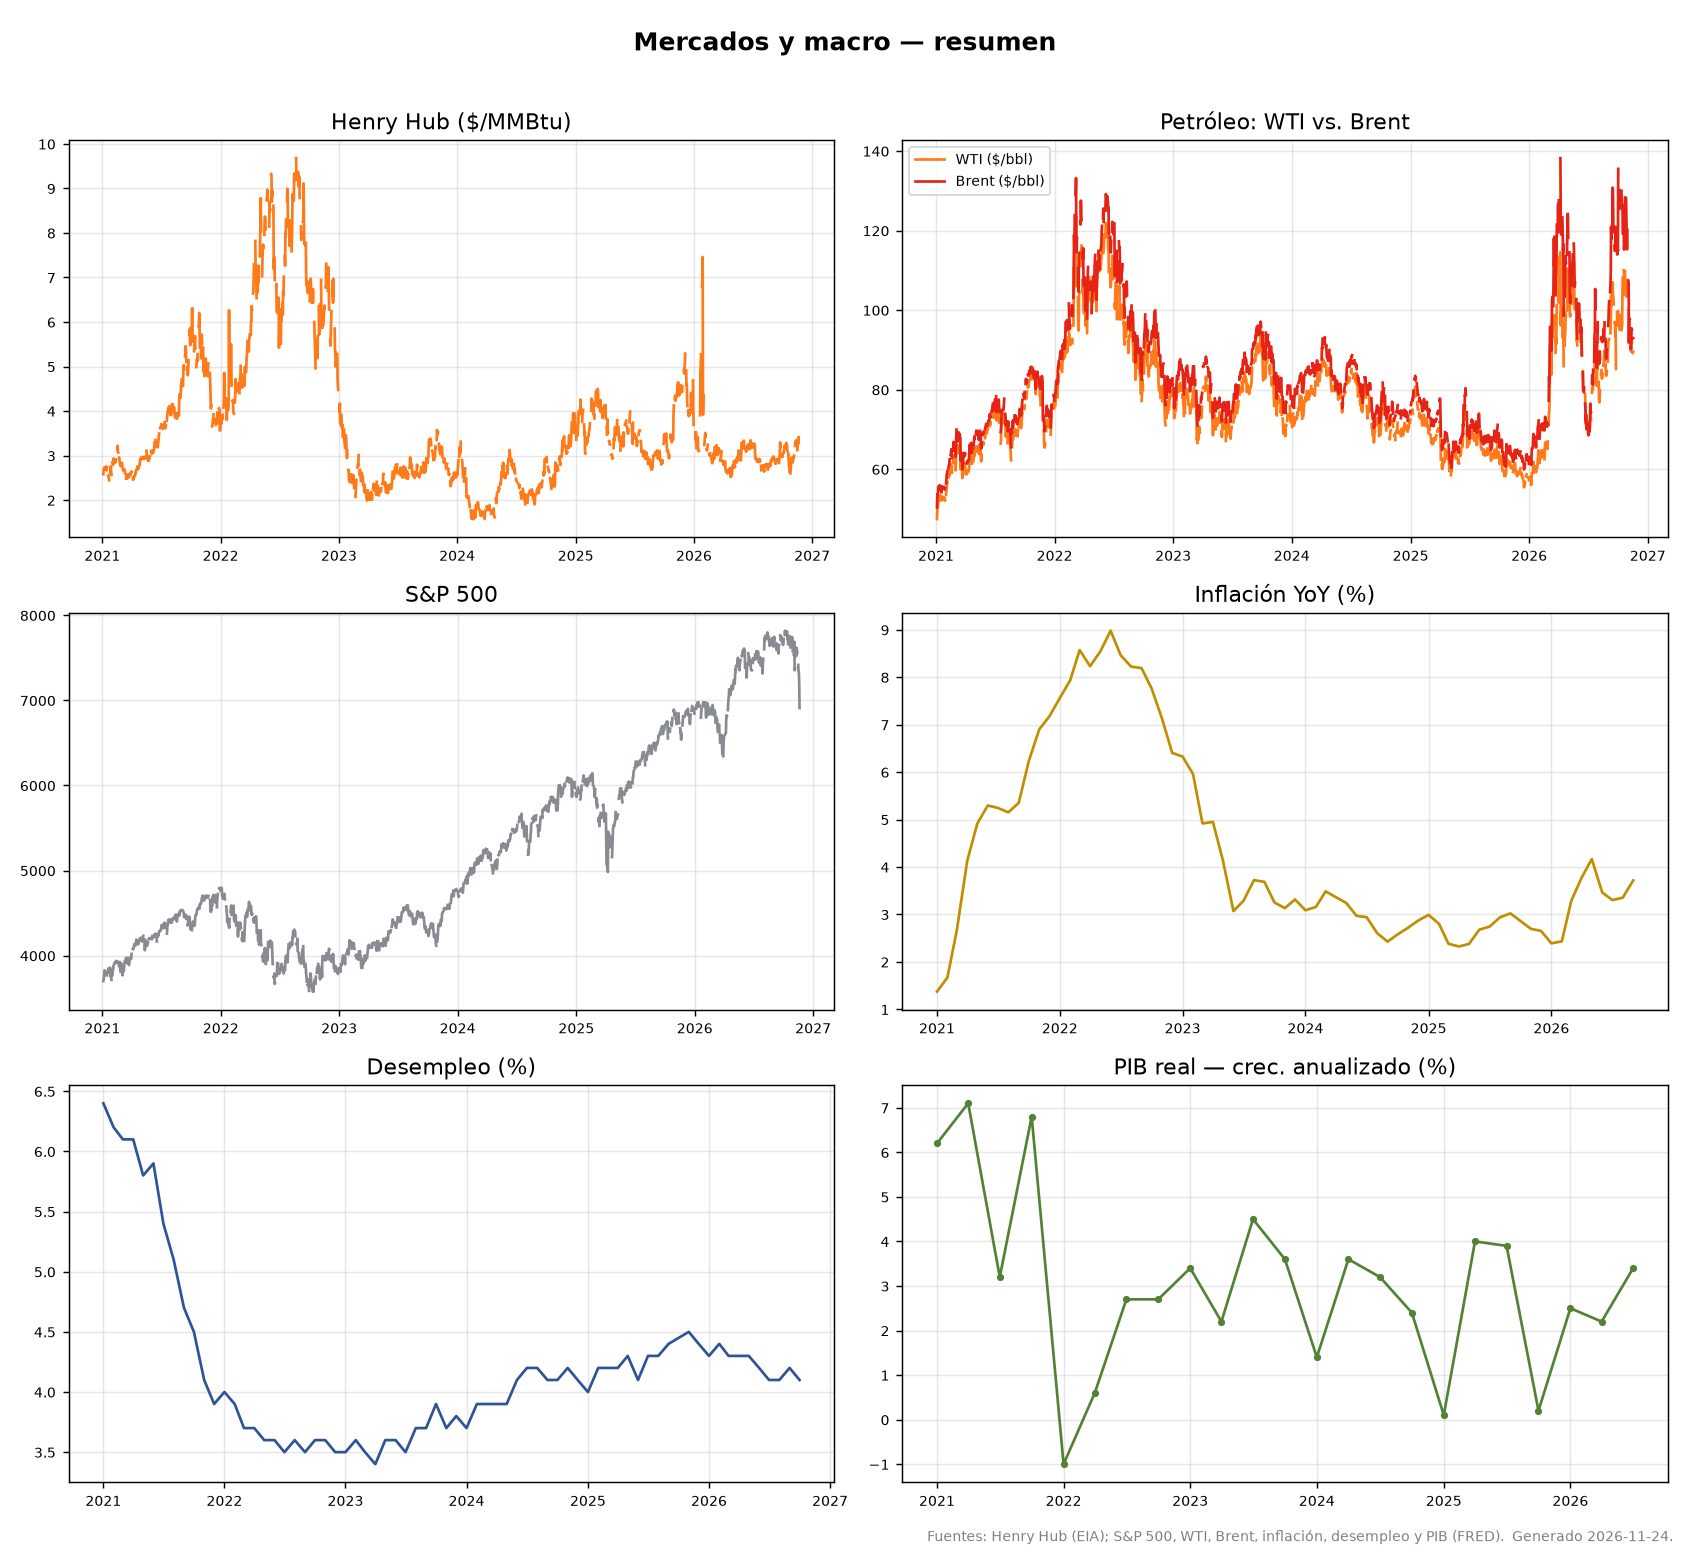 Mercados y macro — resumen
Henry Hub ($/MMBtu)
10
9
8
7
6
5
4
3
2
2021 2022 2023 2024 2025 2026 2027
Petróleo: WTI vs. Brent
WTI ($/bbl)
Brent ($/bbl)
140
120
100
80
60
2021 2022 2023 2024 2025 2026 2027
S&P 500
8000
7000
6000
5000
4000
2021 2022 2023 2024 2025 2026 2027
Inflación YoY (%)
9
8
7
6
5
4
3
2
1
2021 2022 2023 2024 2025 2026
Desempleo (%)
6.5
6.0
5.5
5.0
4.5
4.0
3.5
2021 2022 2023 2024 2025 2026 2027
PIB real — crec. anualizado (%)
7
6
5
4
3
2
1
0
−1
2021 2022 2023 2024 2025 2026
Fuentes: Henry Hub (EIA); S&P 500, WTI, Brent, inflación, desempleo y PIB (FRED). Generado 2026-11-24.